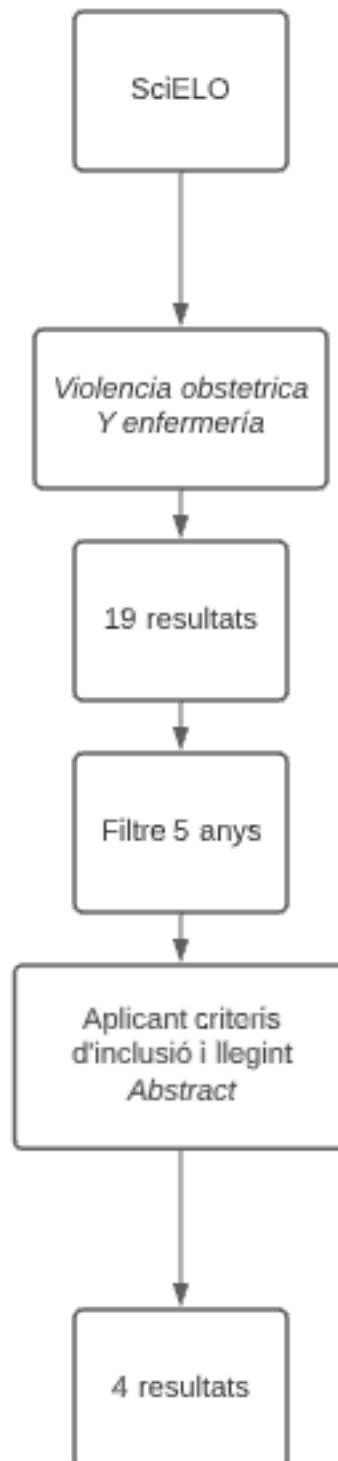 SciELO
Violencia obstetrica
Y enfermería
19 resultats
Filtre 5 anys
Aplicant criteris
d'inclusió i llegint
Abstract
4 resultats